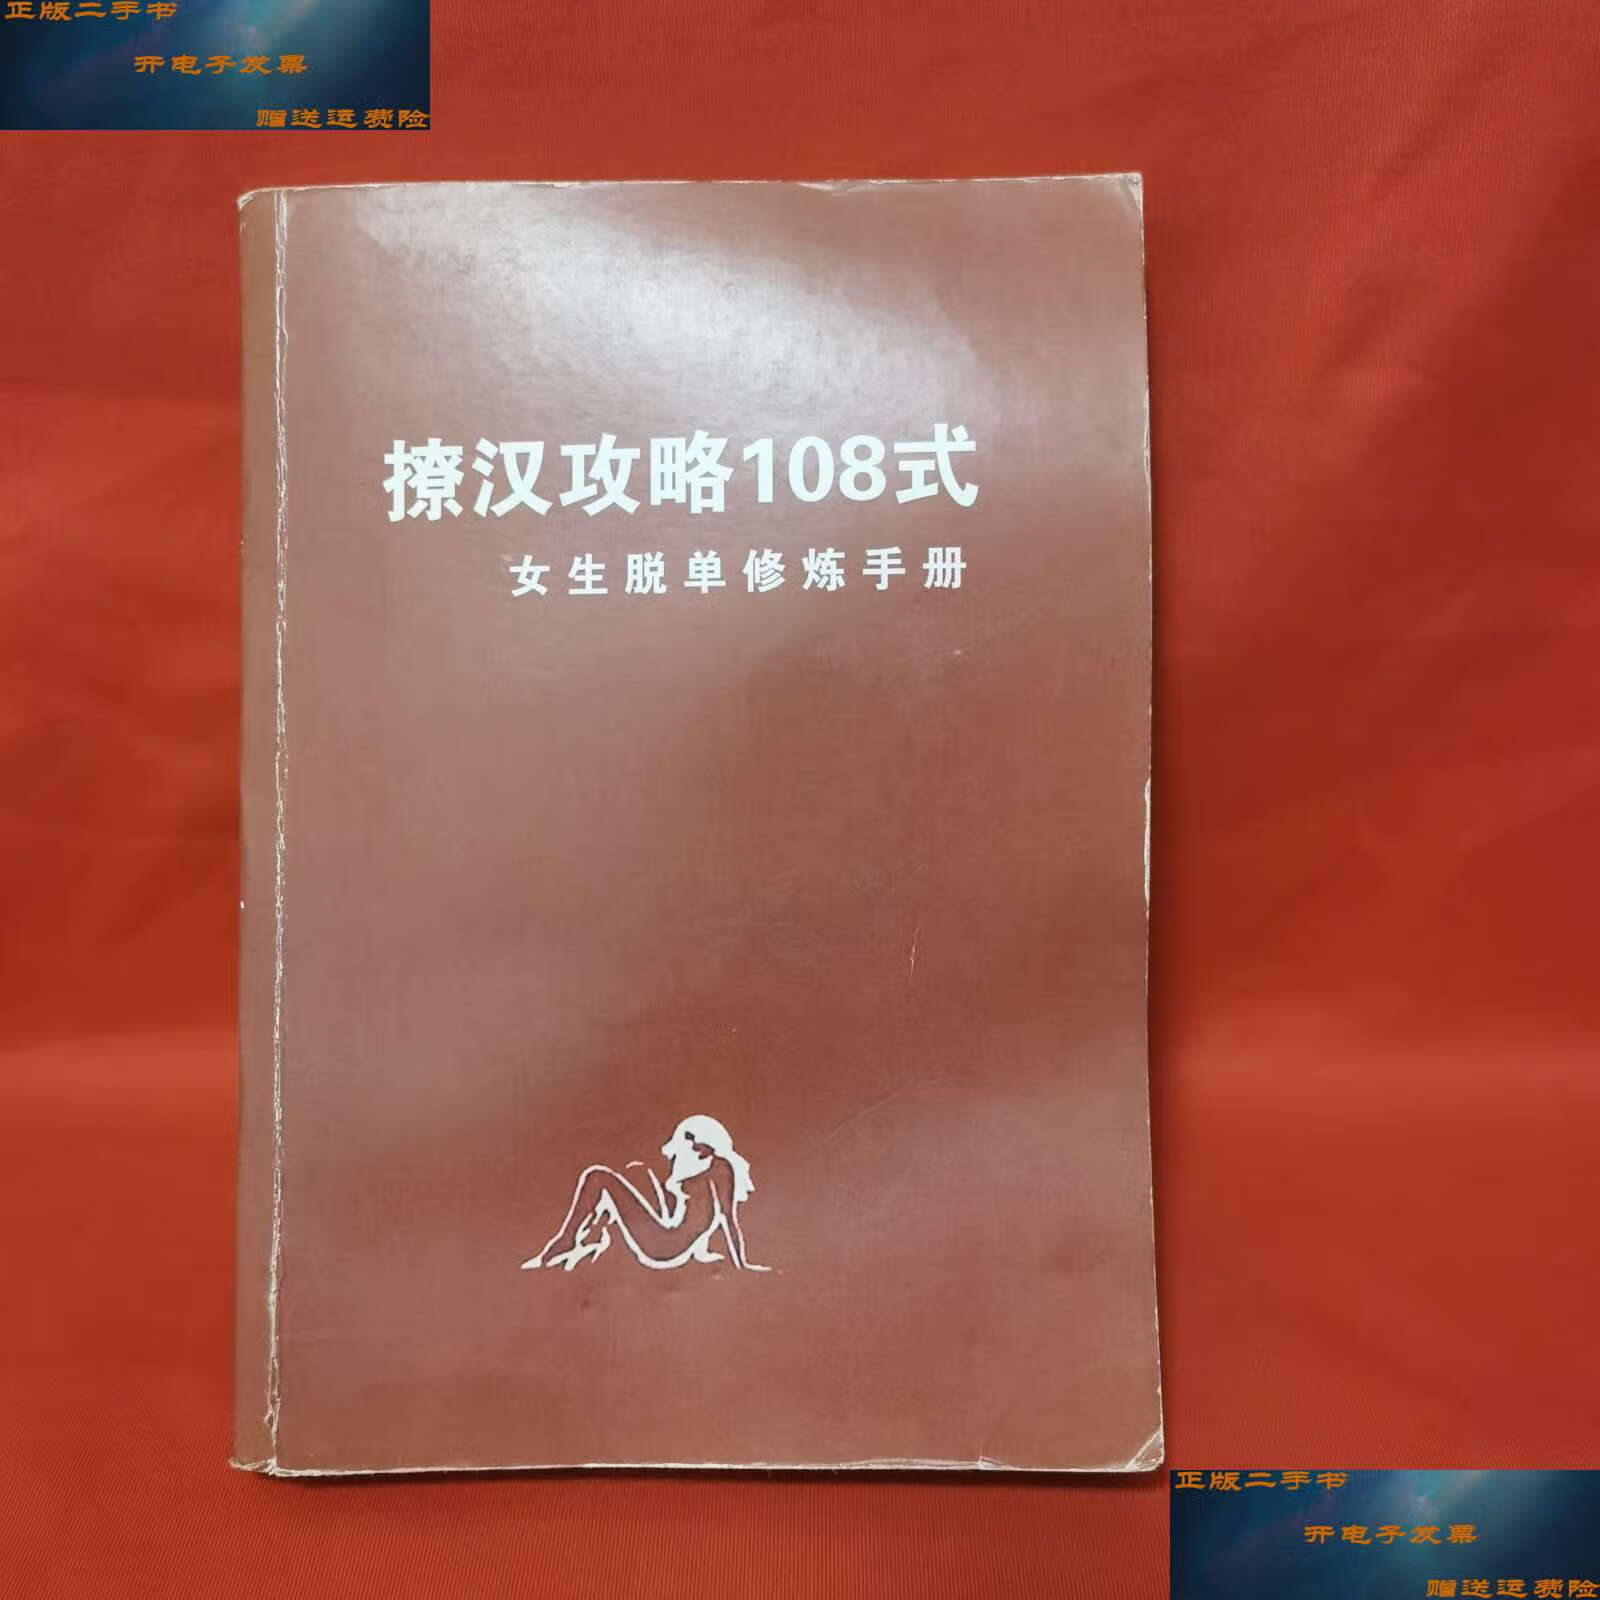 正版二手书
开电子发票
赠送运费险
撩汉攻略108式
女生脱单修炼手册
正版二手书
开电子发票
赠送运费险